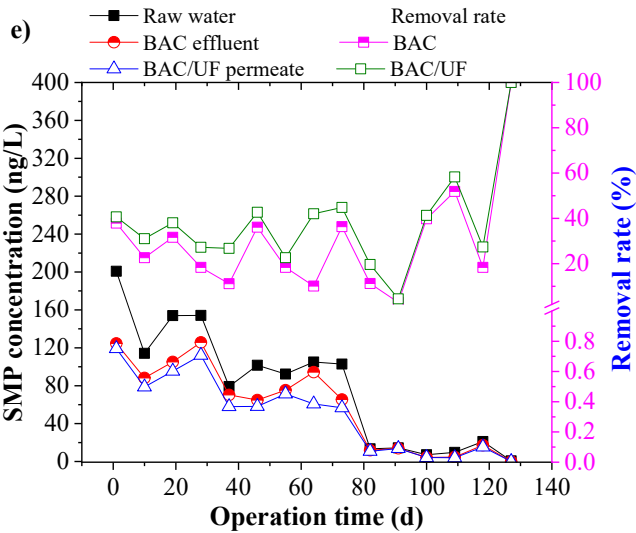 e)
Raw water Removal rate
BAC effluent BAC
BAC/UF permeate BAC/UF
400 100
360
320 80
280 60
240 40
200 20
160
120 0.8
0.6
80 0.4
40 0.2
0 0.0
0 20 40 60 80 100 120 140
SMP concentration (ng/L)
Removal rate (%)
Operation time (d)